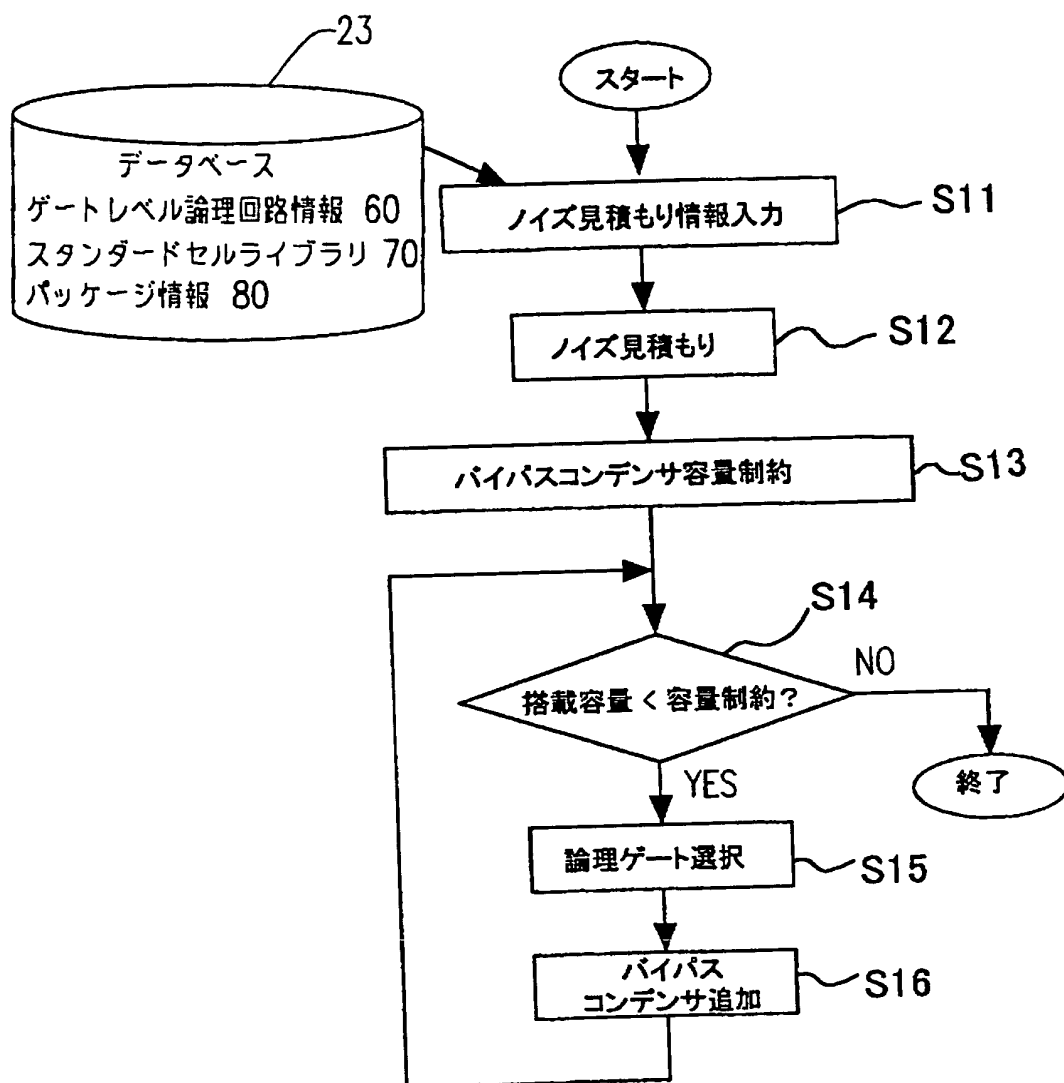 23
スタート
データベース
ゲートレベル論理回路情報 60
スタンダードセルライブラリ 70
パッケージ情報 80
ノイズ見積もり情報入力
S11
ノイズ見積もり
S12
バイパスコンデンサ容量制約
S13
S14
搭載容量 < 容量制約?
NO
YES
終了
論理ゲート選択
S15
バイパス
コンデンサ追加
S16